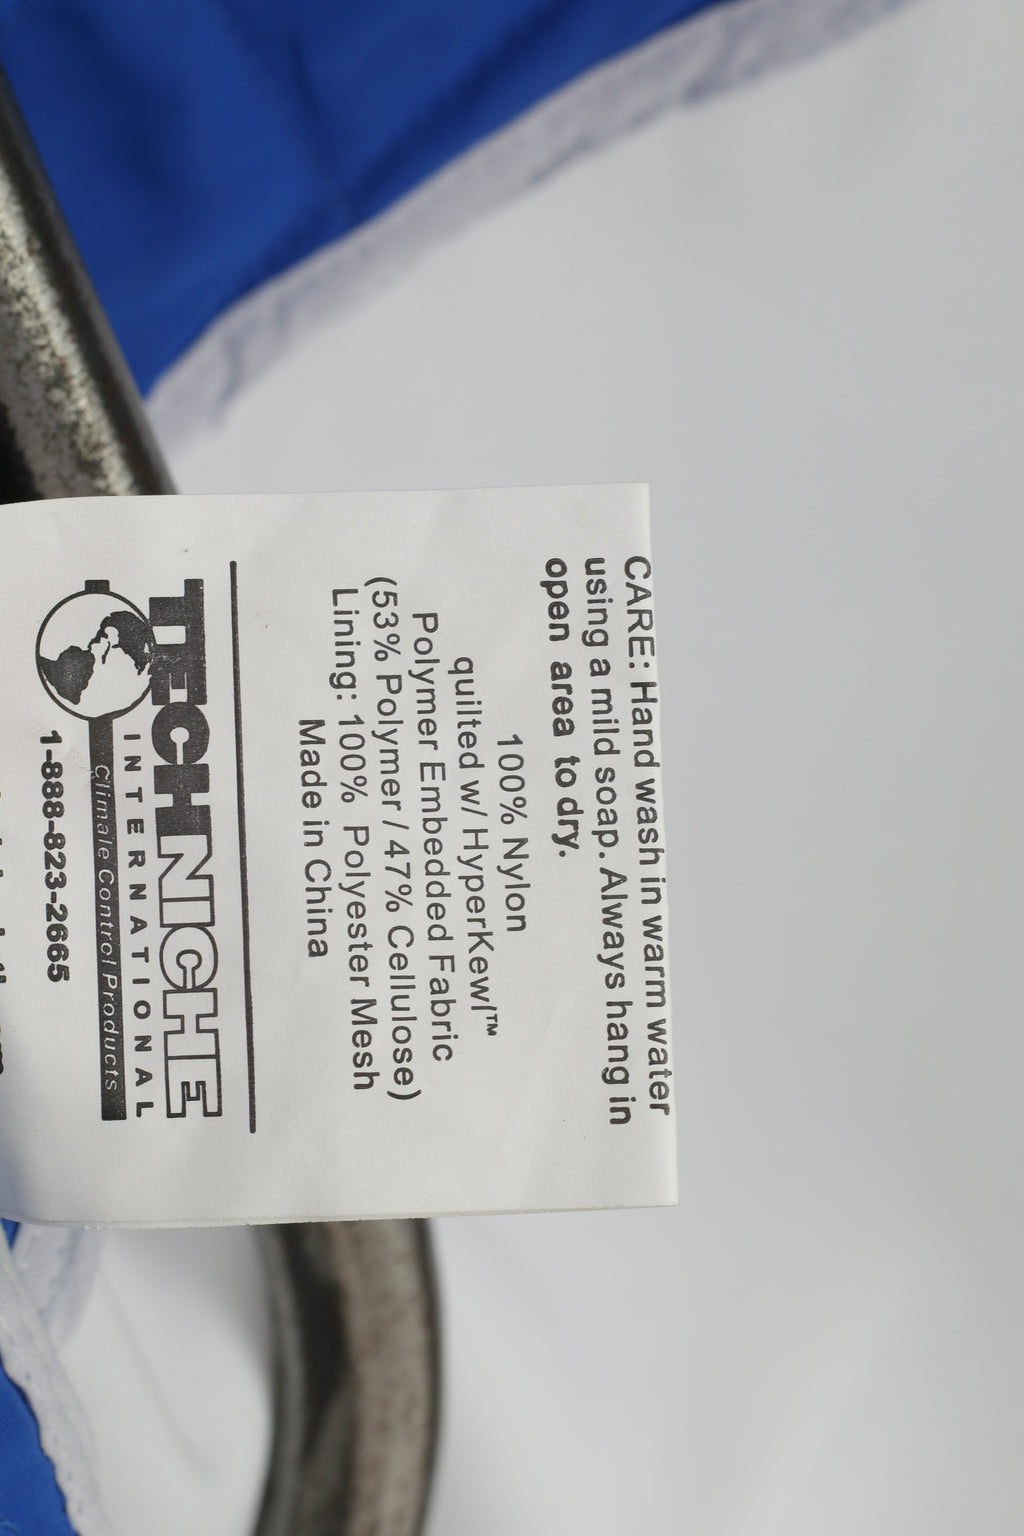 CARE: Hand wash in warm water
using a mild soap. Always hang in
open area to dry.
100% Nylon
quilted w/ HyperKewl™
Polymer Embedded Fabric
(53% Polymer / 47% Cellulose)
Lining: 100% Polyester Mesh
Made in China
TECHNICHE
INTERNATIONAL
Climate Control Products
1-888-823-2665